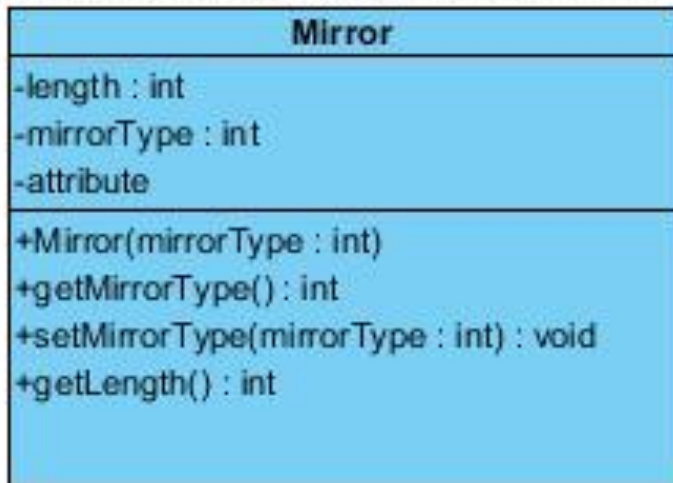 Mirror
-length : int
-mirrorType : int
-attribute
+Mirror(mirrorType : int)
+getMirrorType() : int
+setMirrorType(mirrorType : int) : void
+getLength() : int